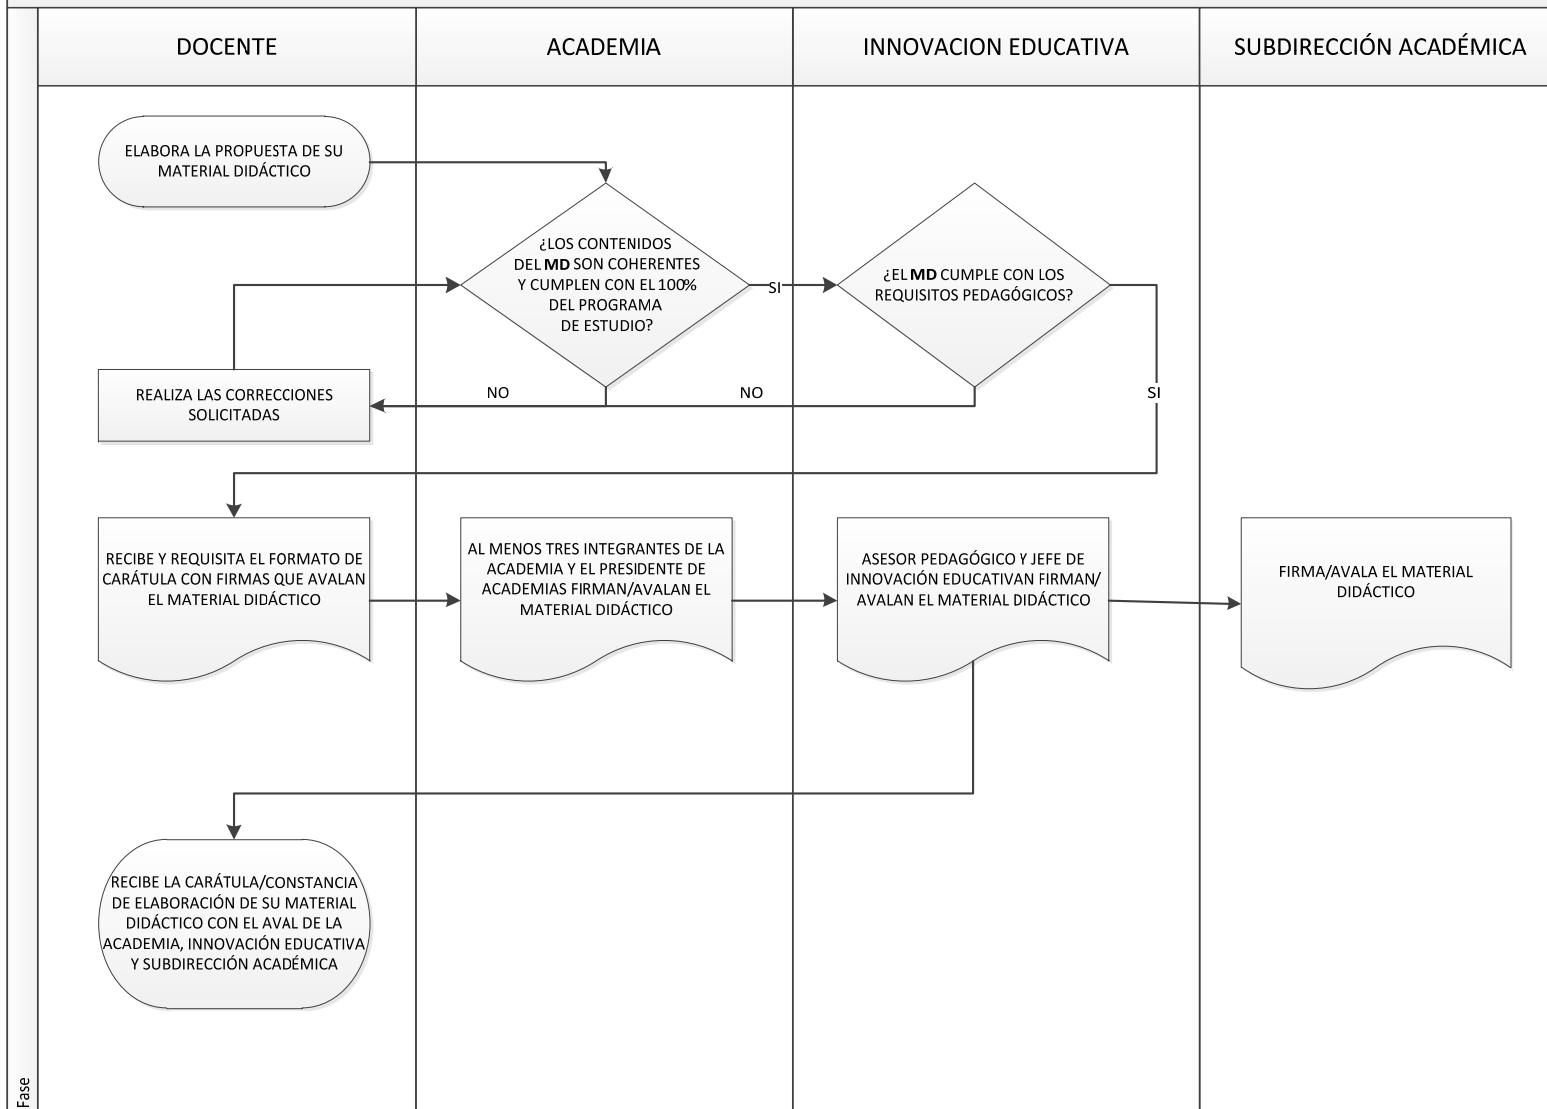 DOCENTE
ACADEMIA
INNOVACION EDUCATIVA
SUBDIRECCIÓN ACADÉMICA
ELABORA LA PROPUESTA DE SU
MATERIAL DIDÁCTICO
¿LOS CONTENIDOS
DEL MD SON COHERENTES
Y CUMPLEN CON EL 100%
DEL PROGRAMA
DE ESTUDIO?
SI
¿EL MD CUMPLE CON LOS
REQUISITOS PEDAGÓGICOS?
REALIZA LAS CORRECCIONES
SOLICITADAS
NO
NO
SI
RECIBE Y REQUISITA EL FORMATO DE
CARÁTULA CON FIRMAS QUE AVALAN
EL MATERIAL DIDÁCTICO
AL MENOS TRES INTEGRANTES DE LA
ACADEMIA Y EL PRESIDENTE DE
ACADEMIAS FIRMAN/AVALAN EL
MATERIAL DIDÁCTICO
ASESOR PEDAGÓGICO Y JEFE DE
INNOVACIÓN EDUCATIVAN FIRMAN/
AVALAN EL MATERIAL DIDÁCTICO
FIRMA/AVALA EL MATERIAL
DIDÁCTICO
RECIBE LA CARÁTULA/CONSTANCIA
DE ELABORACIÓN DE SU MATERIAL
DIDÁCTICO CON EL AVAL DE LA
ACADEMIA, INNOVACIÓN EDUCATIVA
Y SUBDIRECCIÓN ACADÉMICA
Fase